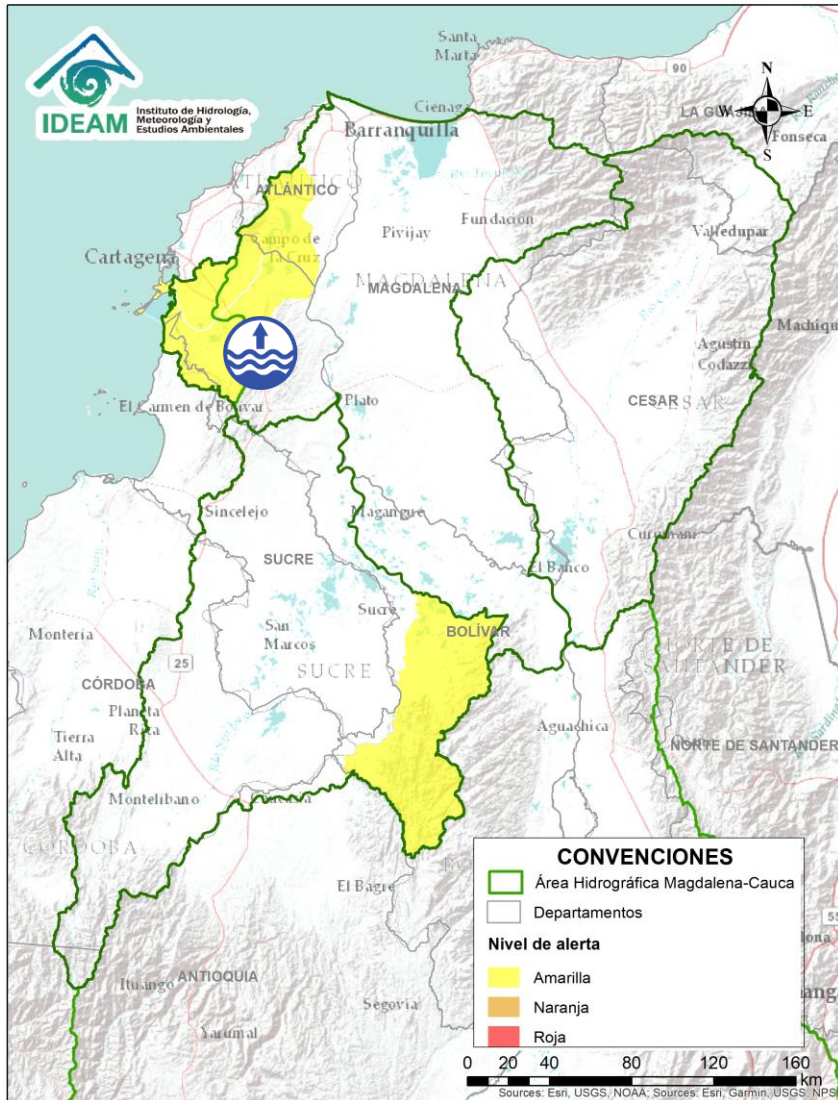 IDEAM
Instituto de Hidrología,
Meteorología y
Estudios Ambientales
Santa
Marta
90
N
W
E
S
LA GUAJI
Fonseca
Ciénaga
Barranquilla
ATLÁNTICO
Fundación
Valledupar
Pivijay
Campo de
la Cruz
Cartagena
MAGDALENA
MAGDALENA
Agustín
Codazzi
Machiqu
CESAR
CESAR
El Carmen de Bolívar
Plato
Sincelejo
Magangué
Curumaní
SUCRE
El Banco
Sucre
BOLÍVAR
Montería
San
Marcos
SUCRE
NORTE DE
SANTANDER
25
CÓRDOBA
Planeta
Rica
Aguachica
Tierra
Alta
NORTE DE SANTANDER
Montelíbano
CÓRDOBA
El Bagre
Ituango
ANTIOQUIA
Segovia
Yarumal
CONVENCIONES
Área Hidrográfica Magdalena-Cauca
Departamentos
Nivel de alerta
Amarilla
Naranja
Roja
55
0 20 40 80 120 160
km
Sources: Esri, USGS, NOAA; Sources: Esri, Garmin, USGS, NPS